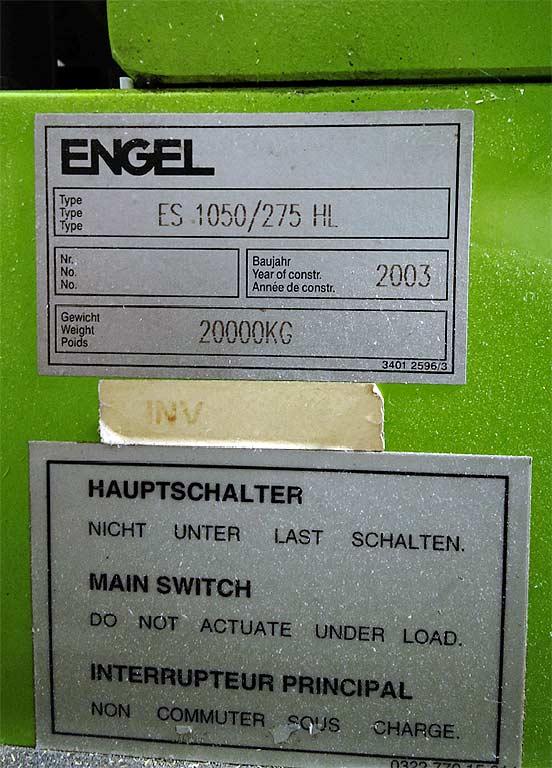 ENGEL
Type
Type
Type
ES 1050/275 HL
Nr.
No.
No.
Baujahr
Year of constr.
Année de constr.
2003
Gewicht
Weight
Poids
20000KG
3401 2596/3
INV
HAUPTSCHALTER
NICHT UNTER LAST SCHALTEN.
MAIN SWITCH
DO NOT ACTUATE UNDER LOAD.
INTERRUPTEUR PRINCIPAL
NON COMMUTER SOUS CHARGE.
0322 770